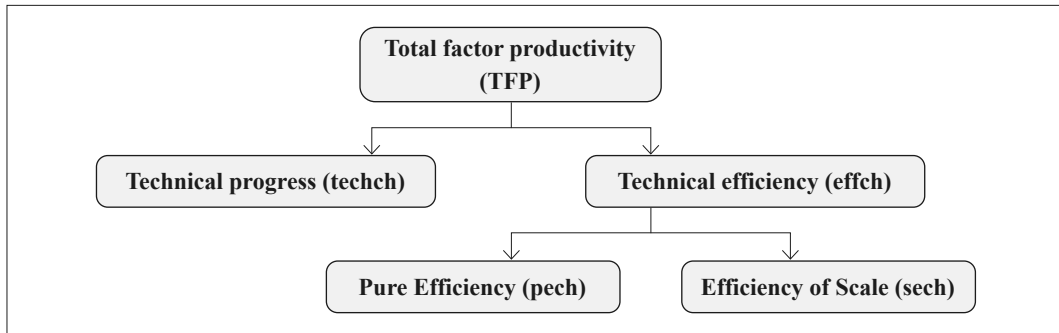 Total factor productivity
(TFP)
Technical progress (techch)
Technical efficiency (effch)
Pure Efficiency (pech)
Efficiency of Scale (sech)